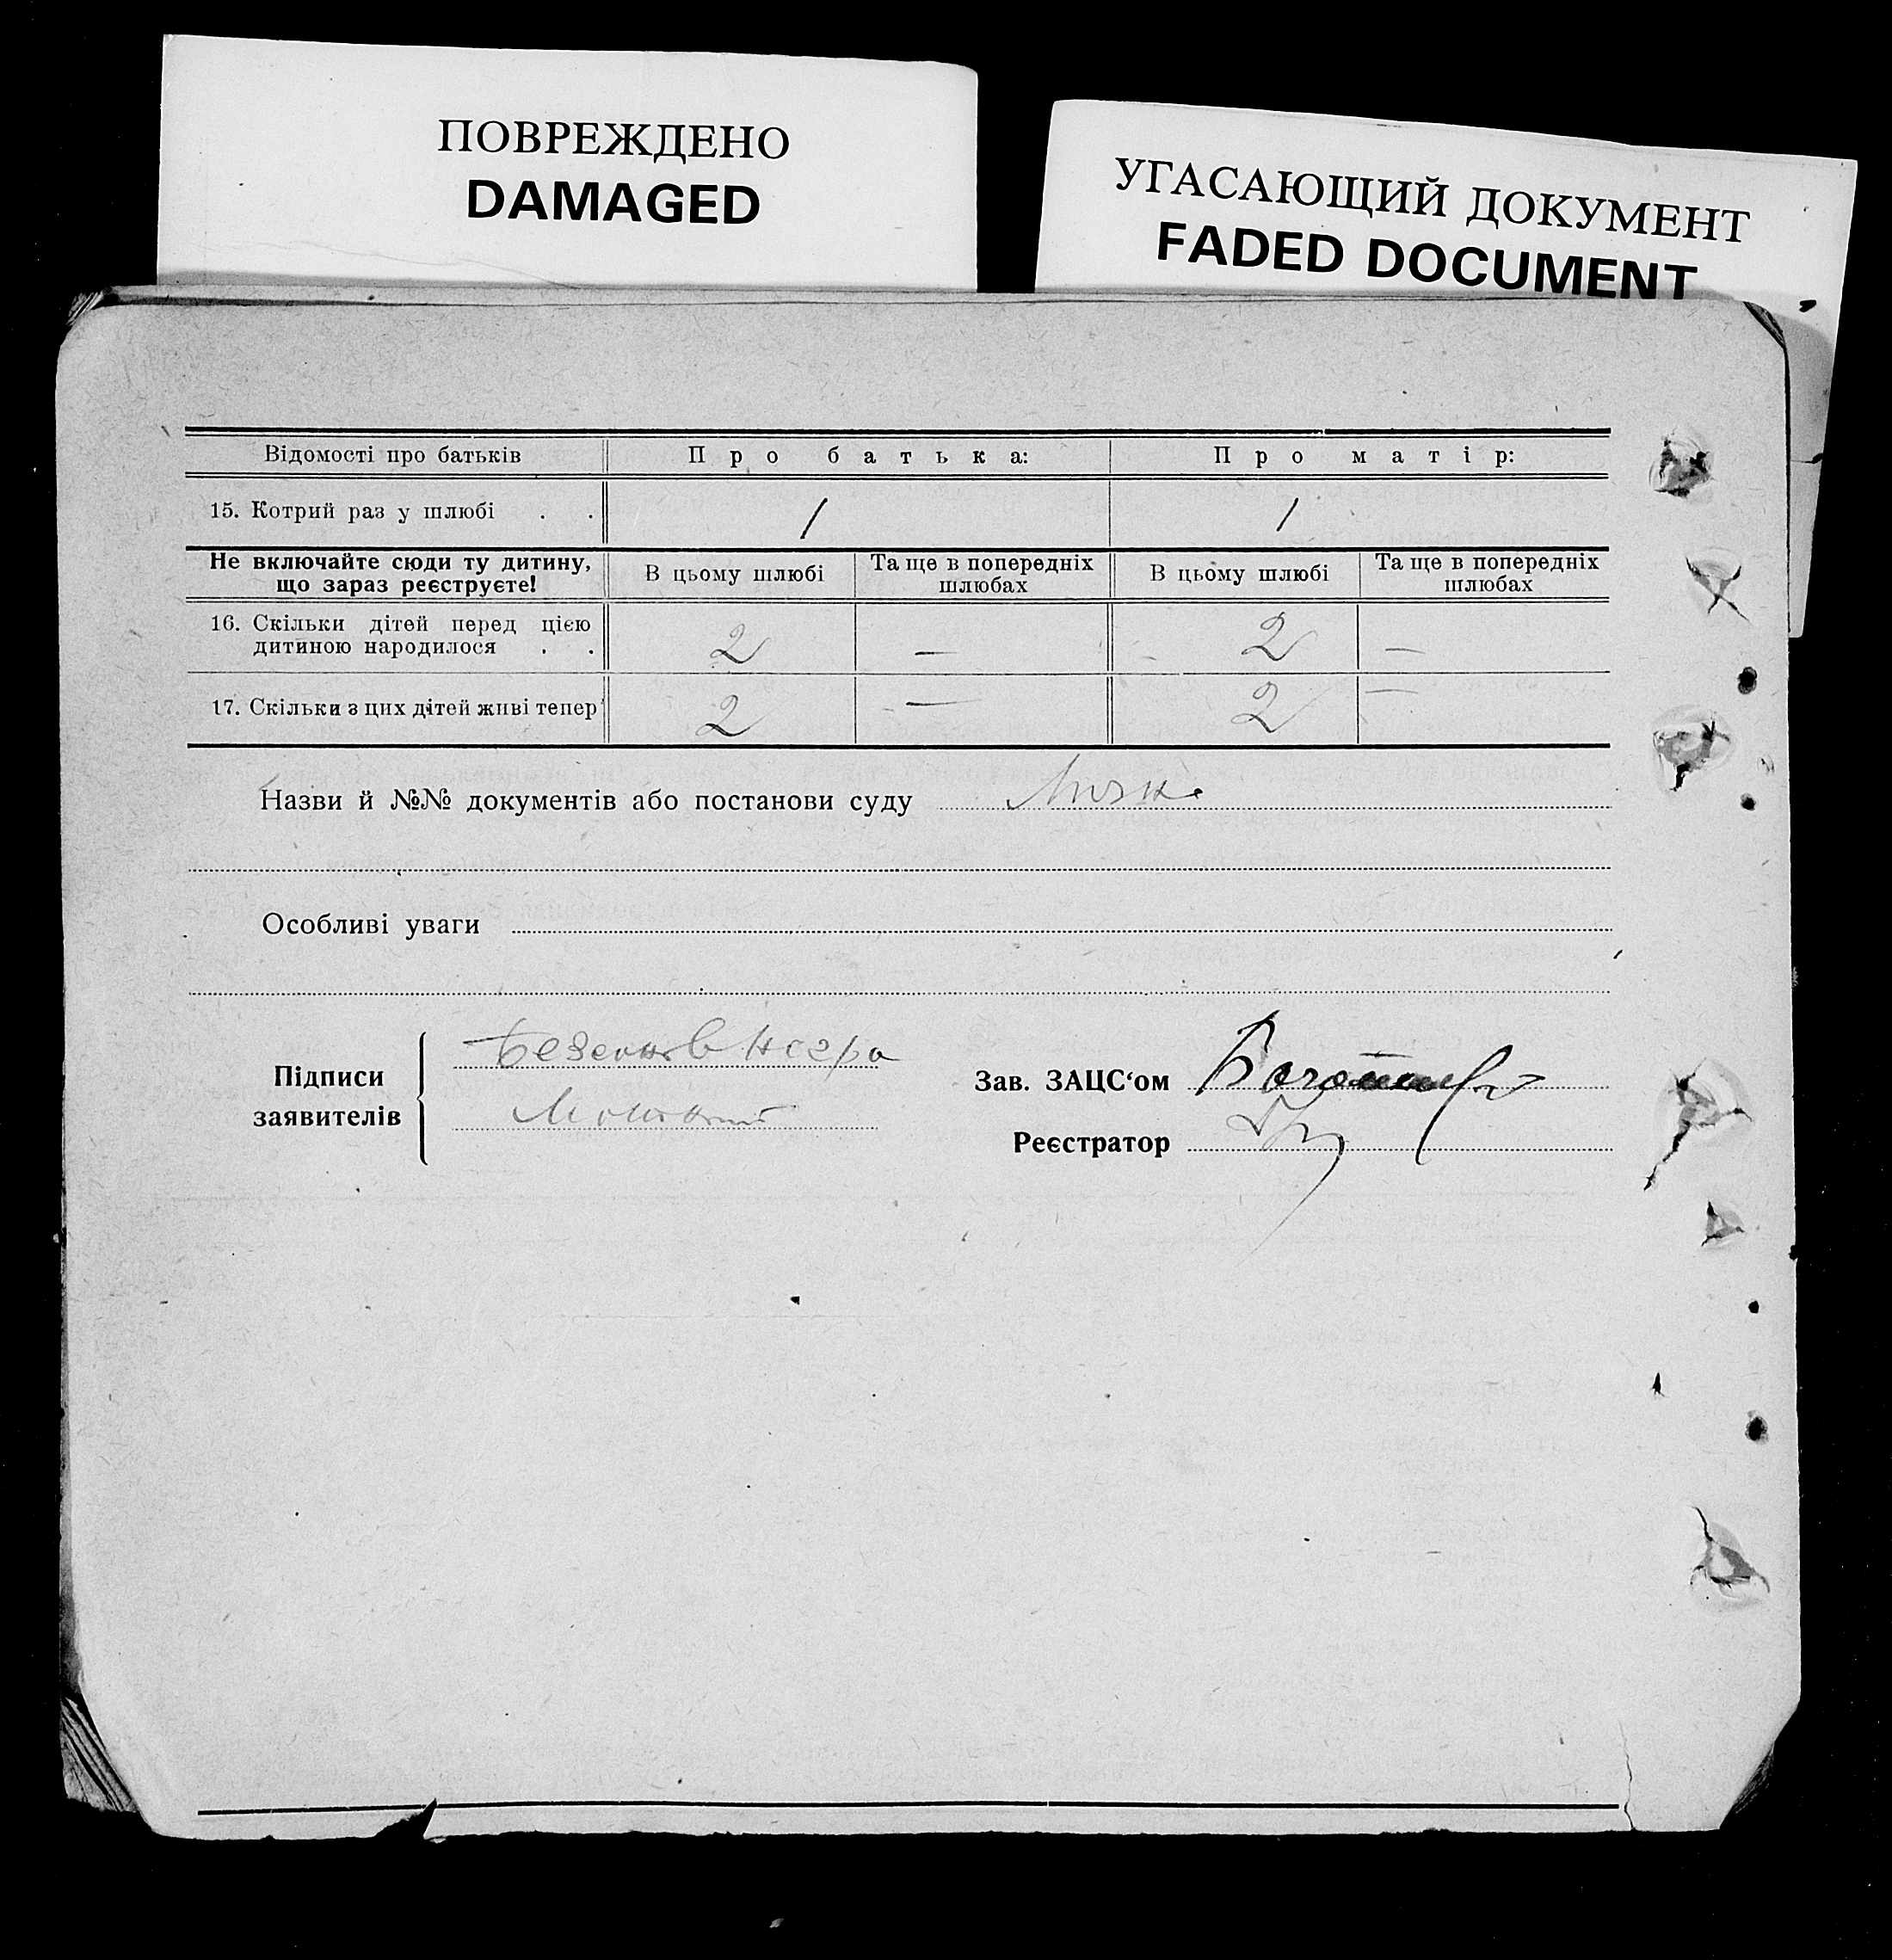 ПОВРЕЖДЕНО
DAMAGED
УГАСАЮЩИЙ ДОКУМЕНТ
FADED DOCUMENT
Відомості про батьків Про батька: Про матір:
15. Котрий раз у шлюбі . . 1 1
Не включайте сюди ту дитину, що зараз реєструєте! В цьому шлюбі Та ще в попередніх шлюбах В цьому шлюбі Та ще в попередніх шлюбах
16. Скільки дітей перед цією
дитиною народилося . . 2 — 2 —
17. Скільки з цих дітей живі тепер 2 — 2 —
Назви й №№ документів або постанови суду
Особливі уваги
Підписи
заявителів
Зав. ЗАЦС‘ом
Реєстратор